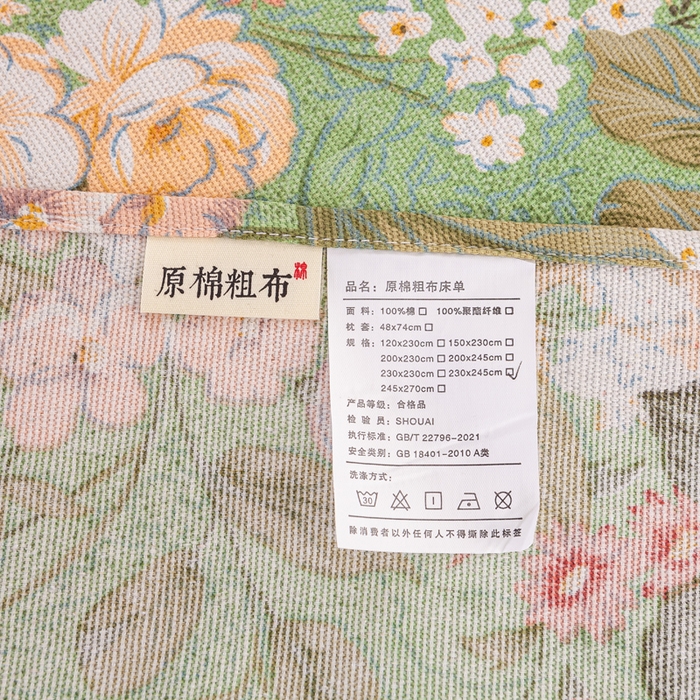 原棉粗布
棉
品名：原棉粗布床单
面 料：100%棉□ 100%聚酯纤维□
枕 套：48x74cm□
规 格：120x230cm□ 150x230cm□
200x230cm□ 200x245cm□
230x230cm□ 230x245cm☑
245x270cm□
产品等级：合格品
检 验 员：SHOUAI
执行标准：GB/T 22796-2021
安全类别：GB 18401-2010 A类
洗涤方式：
30
除消费者以外任何人不得撕除此标签